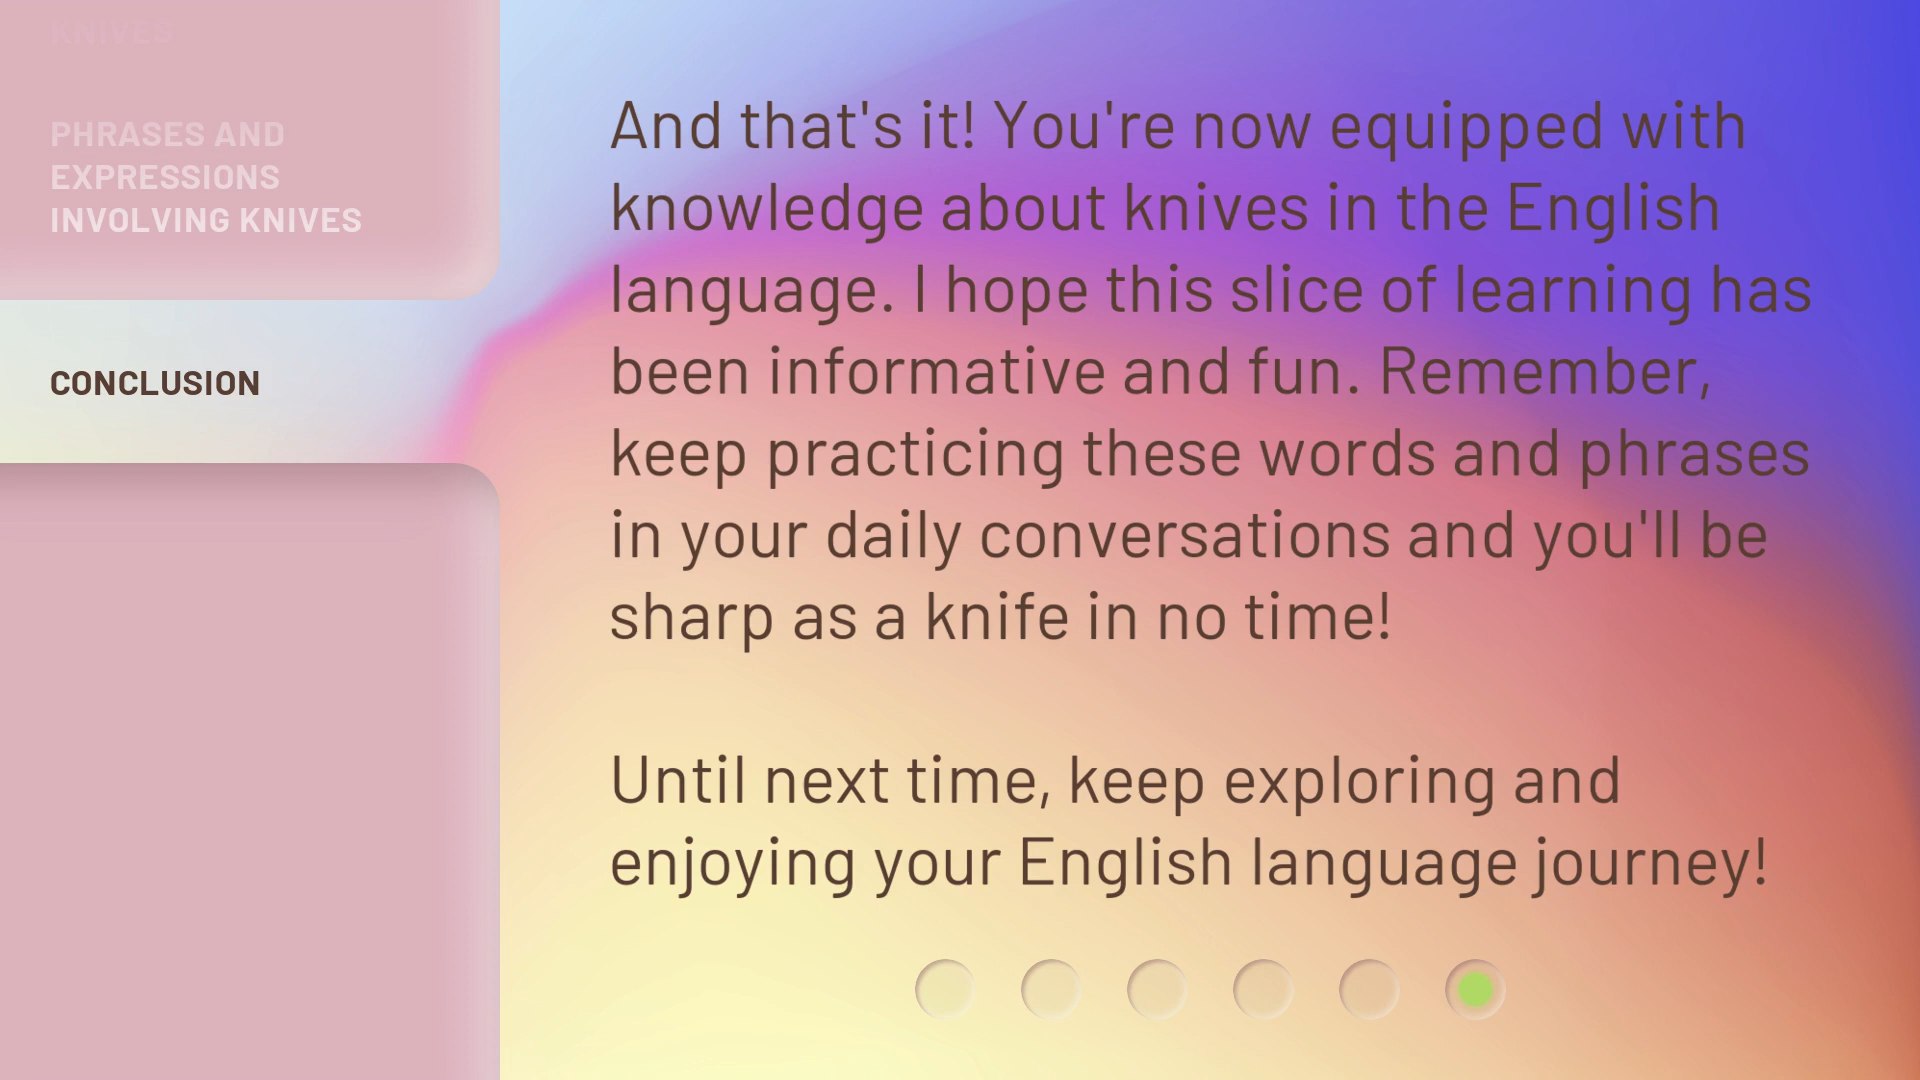 KNIVES
PHRASES AND
EXPRESSIONS
INVOLVING KNIVES
CONCLUSION
And that's it! You're now equipped with
knowledge about knives in the English
language. I hope this slice of learning has
been informative and fun. Remember,
keep practicing these words and phrases
in your daily conversations and you'll be
sharp as a knife in no time!
Until next time, keep exploring and
enjoying your English language journey!